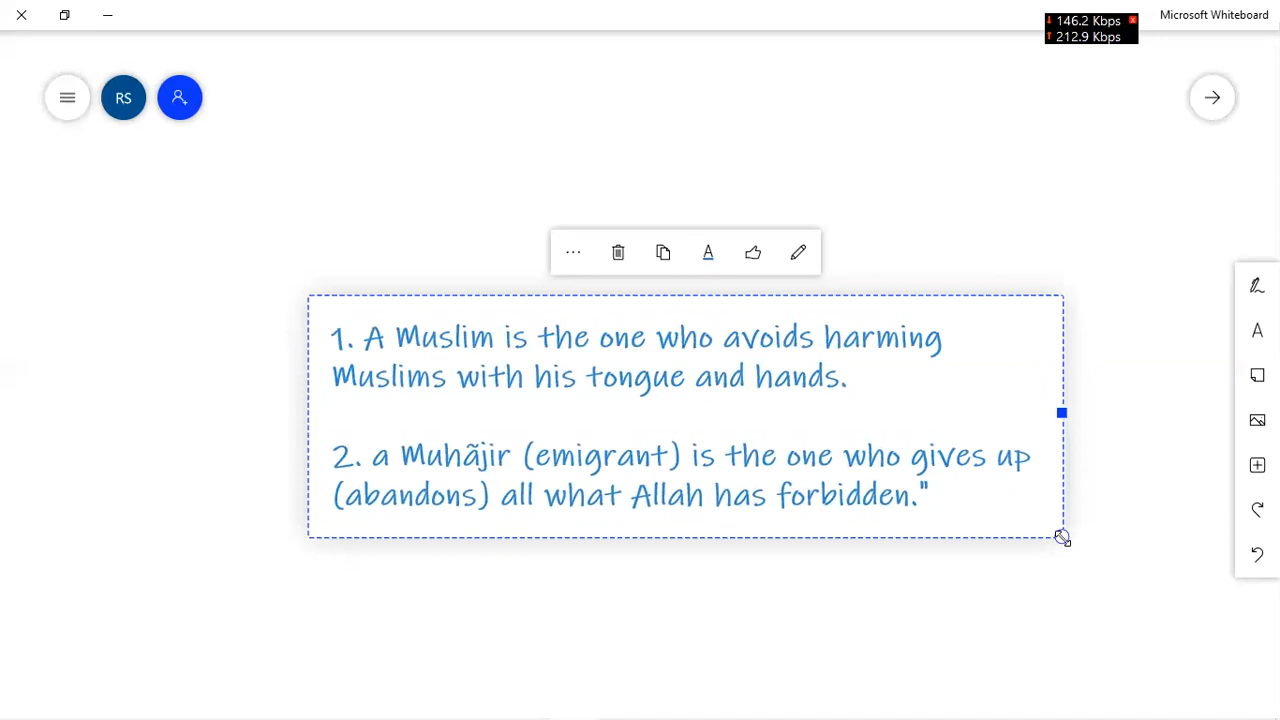 146.2 Kbps
212.9 Kbps
Microsoft Whiteboard
RS
1. A Muslim is the one who avoids harming
Muslims with his tongue and hands.
2. a Muhãjir (emigrant) is the one who gives up
(abandons) all what Allah has forbidden."